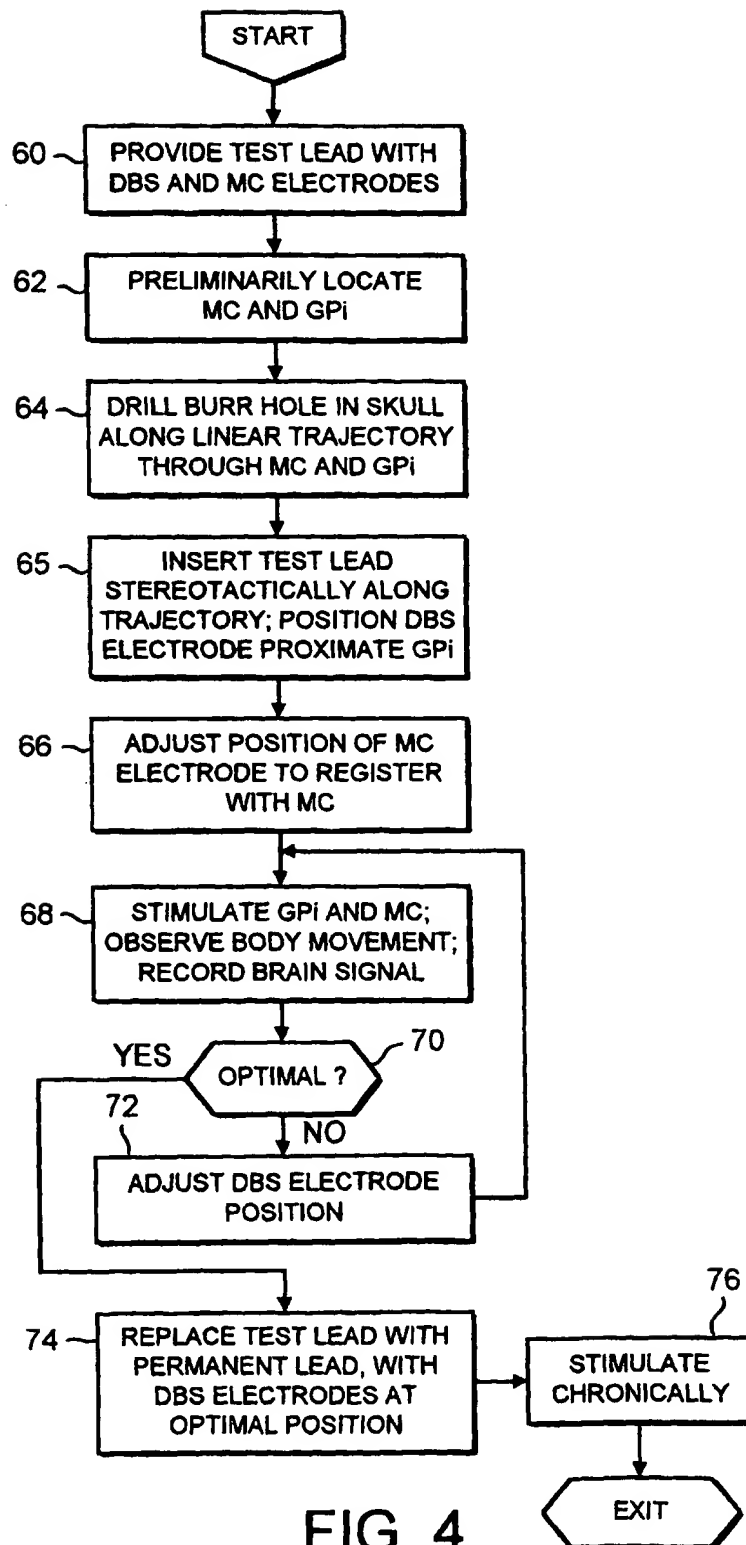 START
60
PROVIDE TEST LEAD WITH
DBS AND MC ELECTRODES
62
PRELIMINARILY LOCATE
MC AND GPi
64
DRILL BURR HOLE IN SKULL
ALONG LINEAR TRAJECTORY
THROUGH MC AND GPi
65
INSERT TEST LEAD
STEREOTACTICALLY ALONG
TRAJECTORY; POSITION DBS
ELECTRODE PROXIMATE GPi
66
ADJUST POSITION OF MC
ELECTRODE TO REGISTER
WITH MC
68
STIMULATE GPi AND MC;
OBSERVE BODY MOVEMENT;
RECORD BRAIN SIGNAL
70
YES
OPTIMAL ?
72
NO
ADJUST DBS ELECTRODE
POSITION
74
REPLACE TEST LEAD WITH
PERMANENT LEAD, WITH
DBS ELECTRODES AT
OPTIMAL POSITION
76
STIMULATE
CHRONICALLY
EXIT
FIG. 4